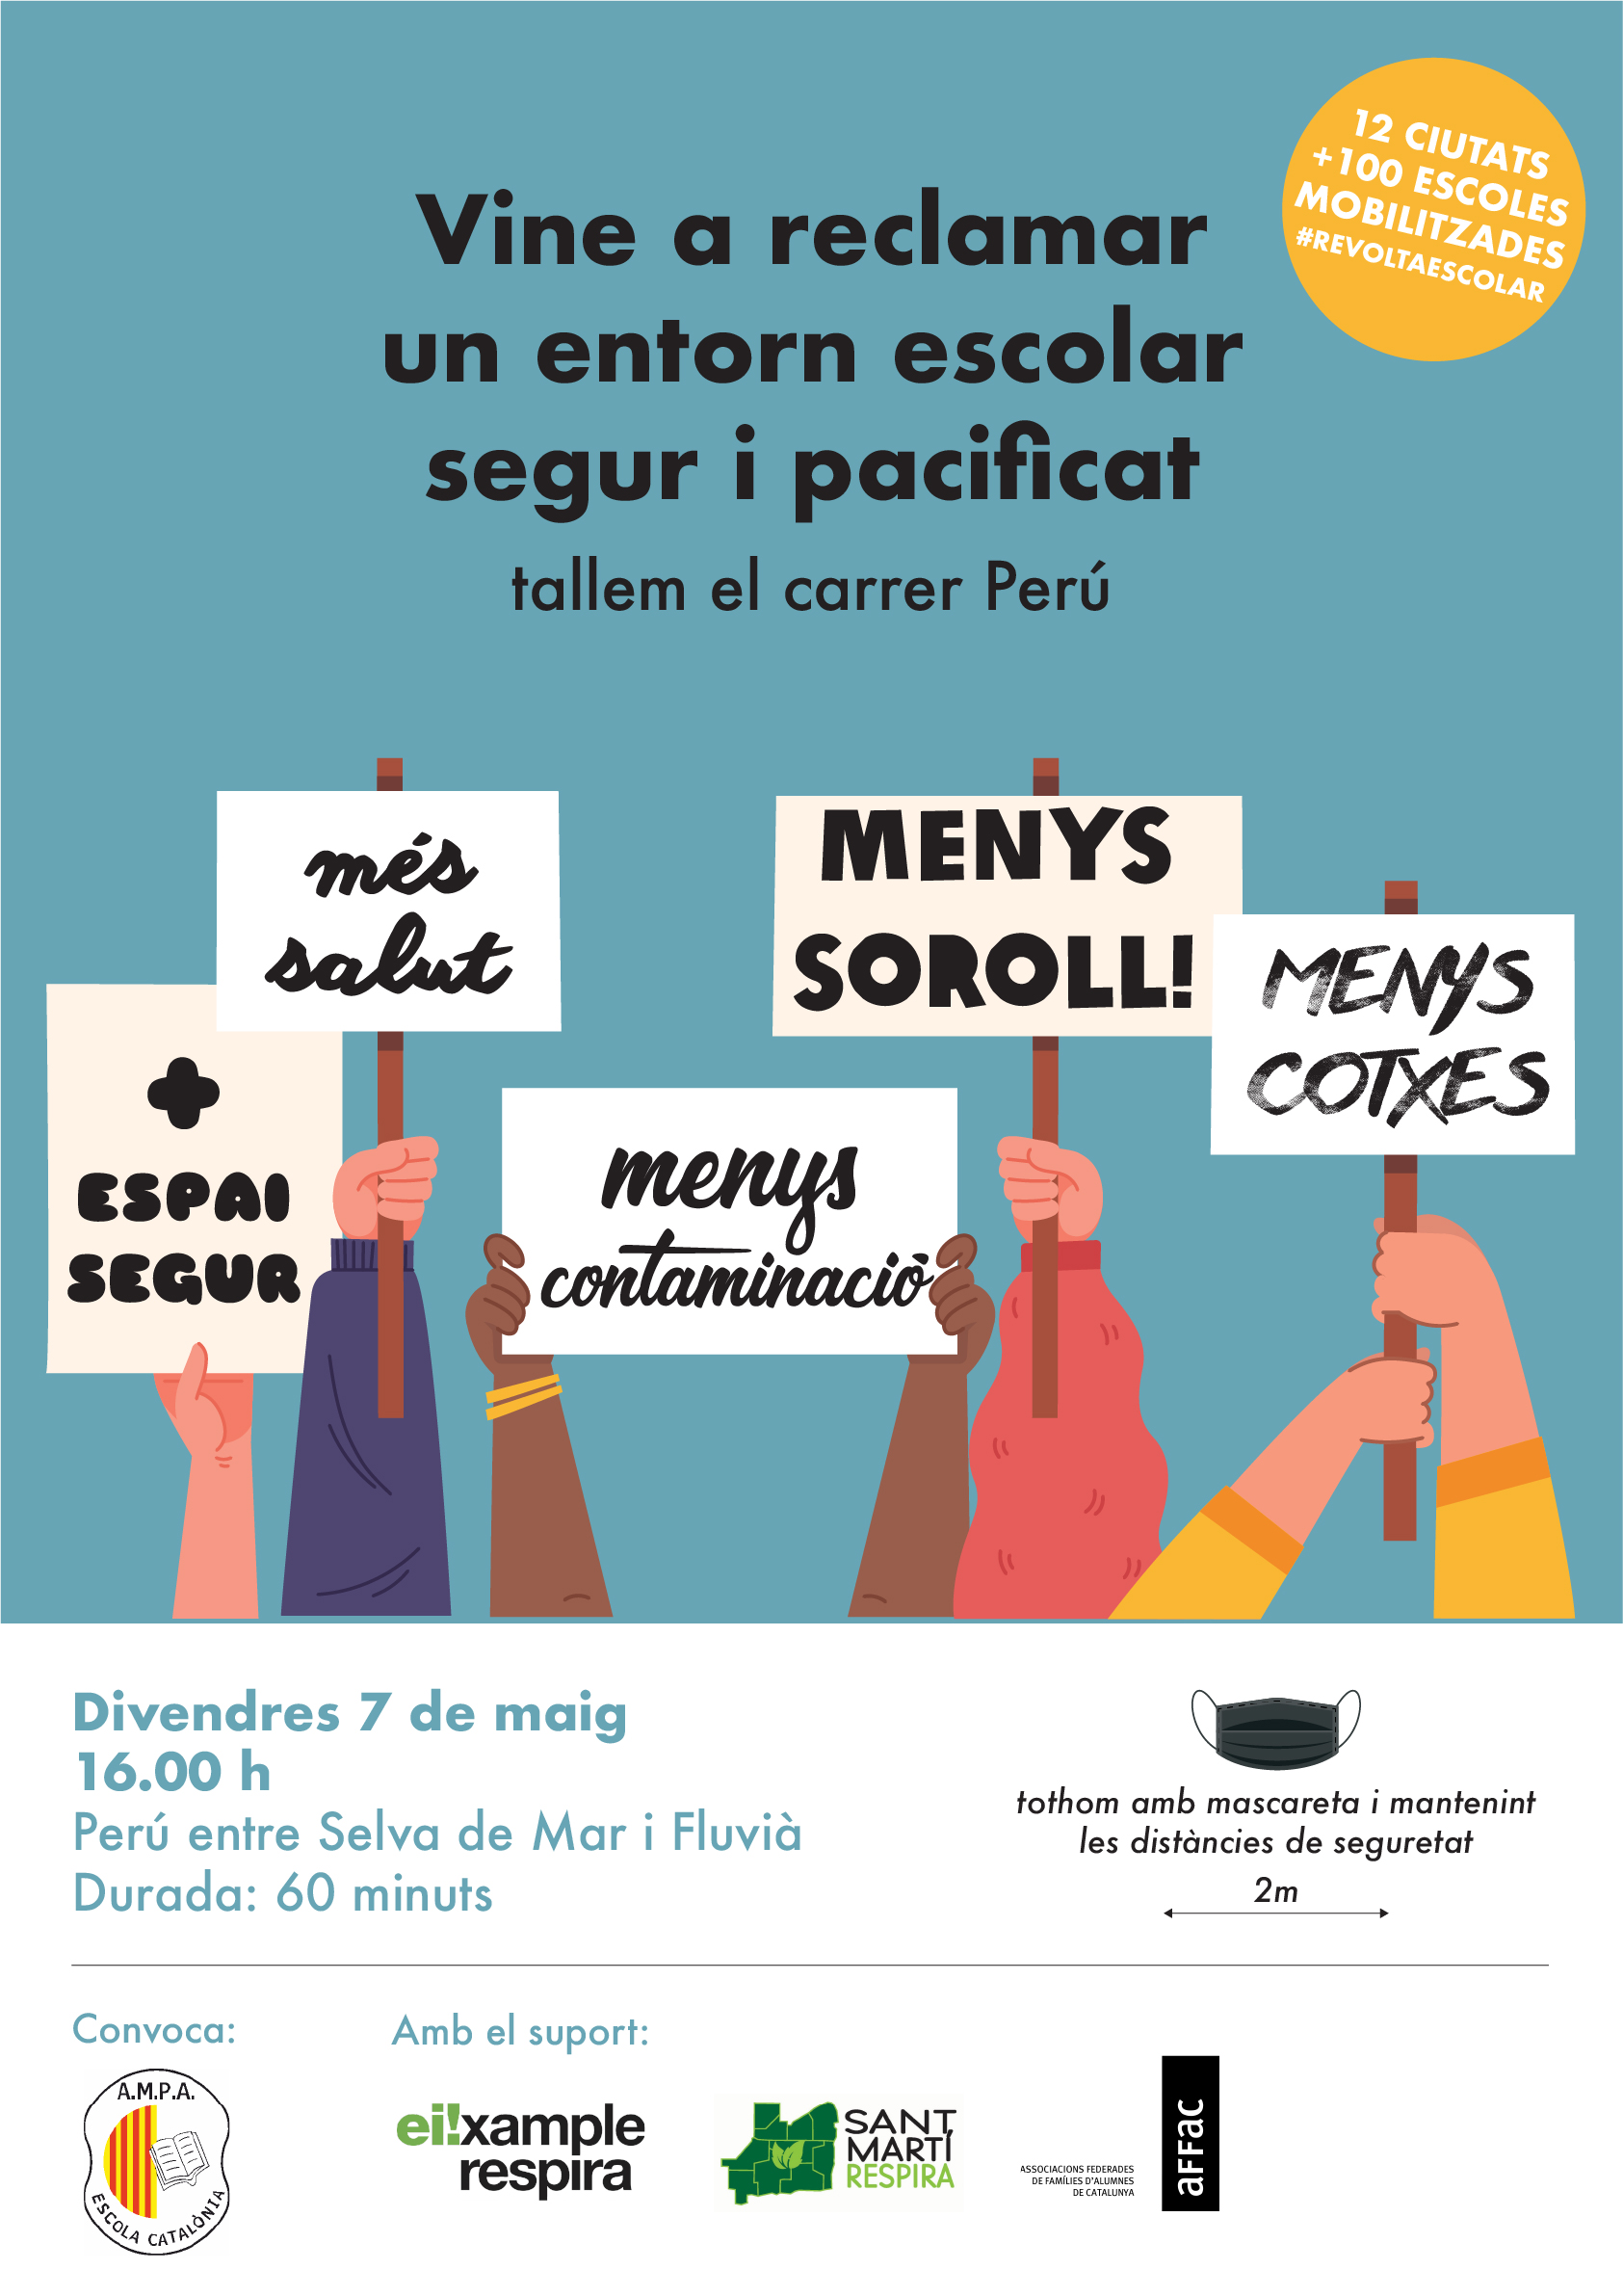 12 CIUTATS
+100 ESCOLES
MOBILITZADES
#REVOLTAESCOLAR
Vine a reclamar
un entorn escolar
segur i pacificat
tallem el carrer Perú
més
salut
MENYS
SOROLL!
MENYS
COTXES
+
ESPAI
SEGUR
menys
contaminaciò
Divendres 7 de maig
16.00 h
Perú entre Selva de Mar i Fluvià
Durada: 60 minuts
tothom amb mascareta i mantenint
les distàncies de seguretat
2m
Convoca:
Amb el suport:
A.M.P.A.
ESCOLA CATALÒNIA
ei!xample
respira
SANT
MARTÍ
RESPIRA
ASSOCIACIONS FEDERADES
DE FAMÍLIES D'ALUMNES
DE CATALUNYA
aFFac